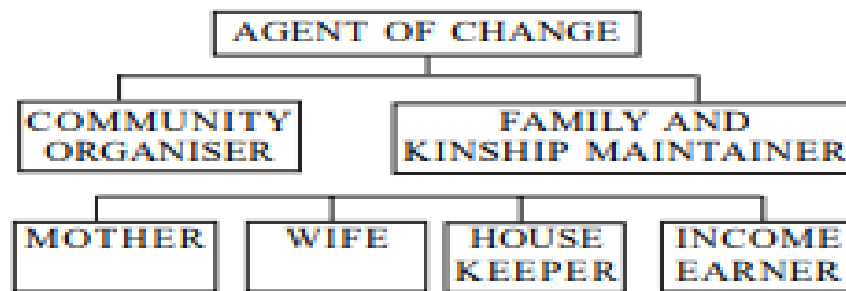 AGENT OF CHANGE
COMMUNITY
ORGANISER
FAMILY AND
KINSHIP MAINTAINER
MOTHER
WIFE
HOUSE
KEEPER
INCOME
EARNER